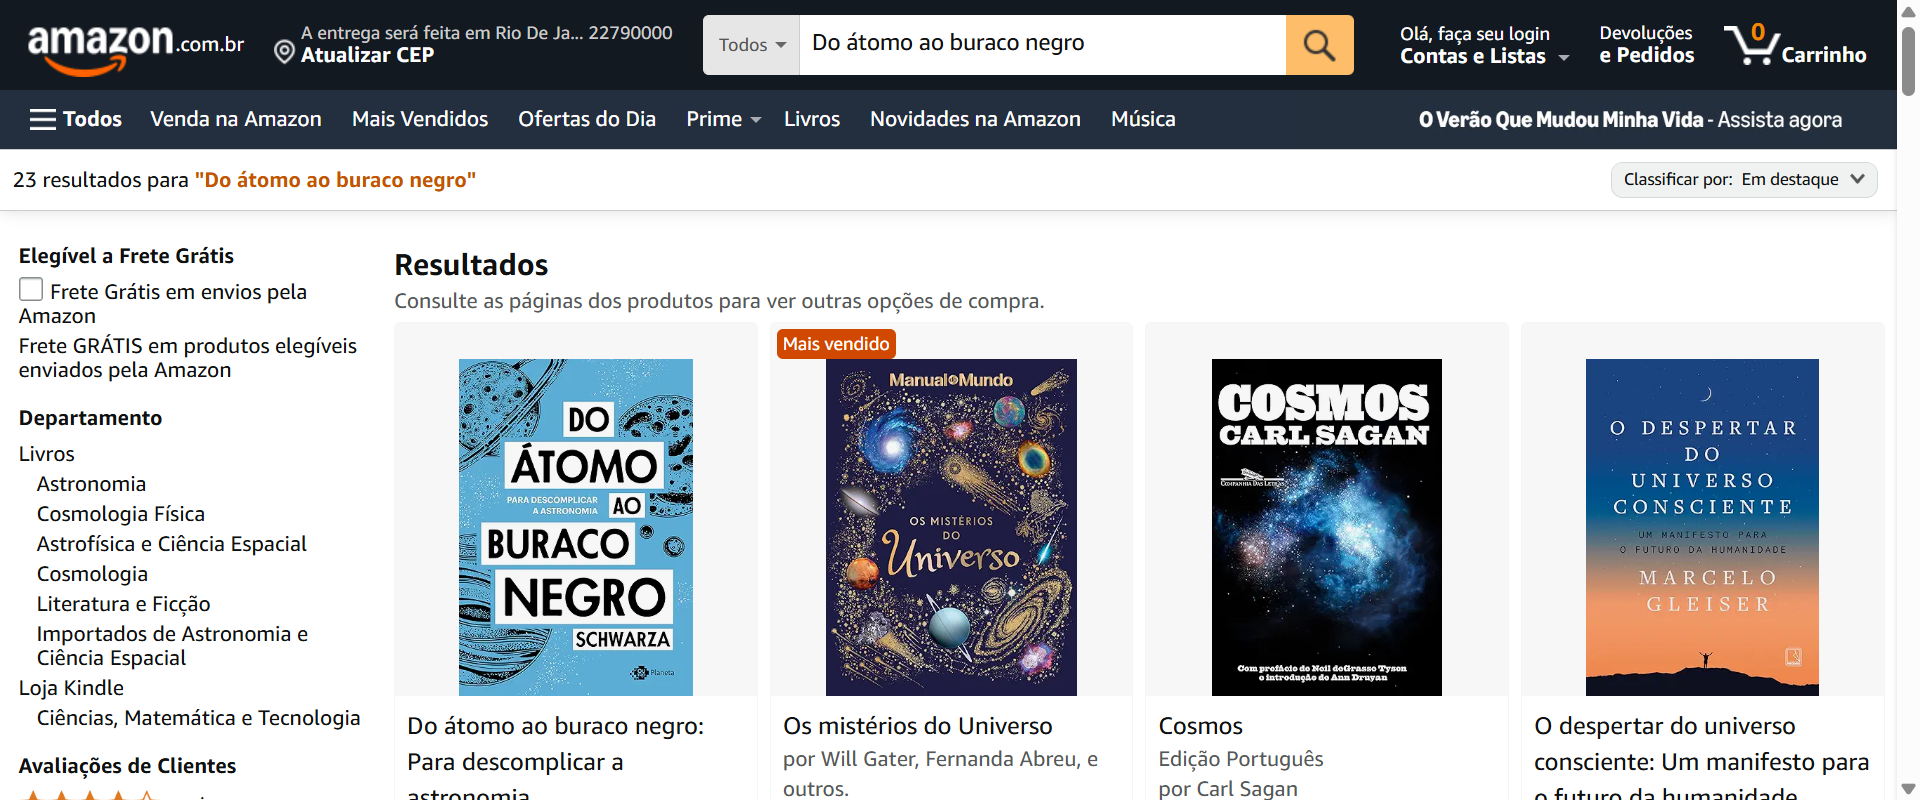 amazon.com.br
A entrega será feita em Rio De Ja... 22790000
Atualizar CEP
Todos
Do átomo ao buraco negro
Olá, faça seu login
Contas e Listas
Devoluções
e Pedidos
0
Carrinho
Todos
Venda na Amazon
Mais Vendidos
Ofertas do Dia
Prime
Livros
Novidades na Amazon
Música
O Verão Que Mudou Minha Vida - Assista agora
23 resultados para "Do átomo ao buraco negro"
Classificar por: Em destaque
Elegível a Frete Grátis
Frete Grátis em envios pela
Amazon
Frete GRÁTIS em produtos elegíveis
enviados pela Amazon
Departamento
Livros
Astronomia
Cosmologia Física
Astrofísica e Ciência Espacial
Cosmologia
Literatura e Ficção
Importados de Astronomia e
Ciência Espacial
Loja Kindle
Ciências, Matemática e Tecnologia
Avaliações de Clientes
Resultados
Consulte as páginas dos produtos para ver outras opções de compra.
DO
ÁTOMO
PARA DESCOMPLICAR
A ASTRONOMIA
AO
BURACO
NEGRO
SCHWARZA
Planeta
Do átomo ao buraco negro:
Para descomplicar a
astronomia
Mais vendido
Manual do Mundo
OS MISTÉRIOS
DO
Universo
Os mistérios do Universo
por Will Gater, Fernanda Abreu, e
outros.
COSMOS
CARL SAGAN
COMPANHIA DAS LETRAS
Com prefácio de Neil deGrasse Tyson
e introdução de Ann Druyan
Cosmos
Edição Português
por Carl Sagan
O DESPERTAR
DO
UNIVERSO
CONSCIENTE
UM MANIFESTO PARA
O FUTURO DA HUMANIDADE
MARCELO
GLEISER
O despertar do universo
consciente: Um manifesto para
o futuro da humanidade